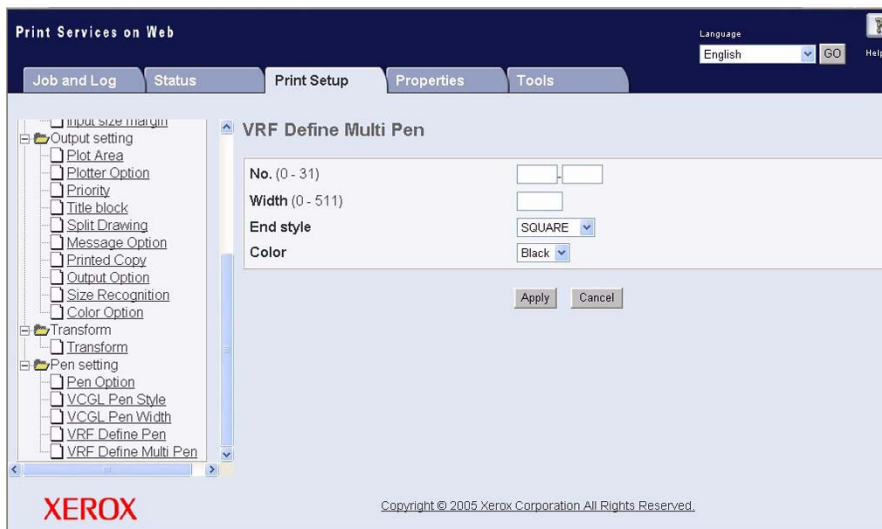 Print Services on Web
Language
English
GO
Help
Job and Log
Status
Print Setup
Properties
Tools
Input size margin
Output setting
Plot Area
Plotter Option
Priority
Title block
Split Drawing
Message Option
Printed Copy
Output Option
Size Recognition
Color Option
Transform
Transform
Pen setting
Pen Option
VCGL Pen Style
VCGL Pen Width
VRF Define Pen
VRF Define Multi Pen
VRF Define Multi Pen
No. (0 - 31)
-
Width (0 - 511)
End style
SQUARE
Color
Black
Apply
Cancel
XEROX
Copyright © 2005 Xerox Corporation All Rights Reserved.